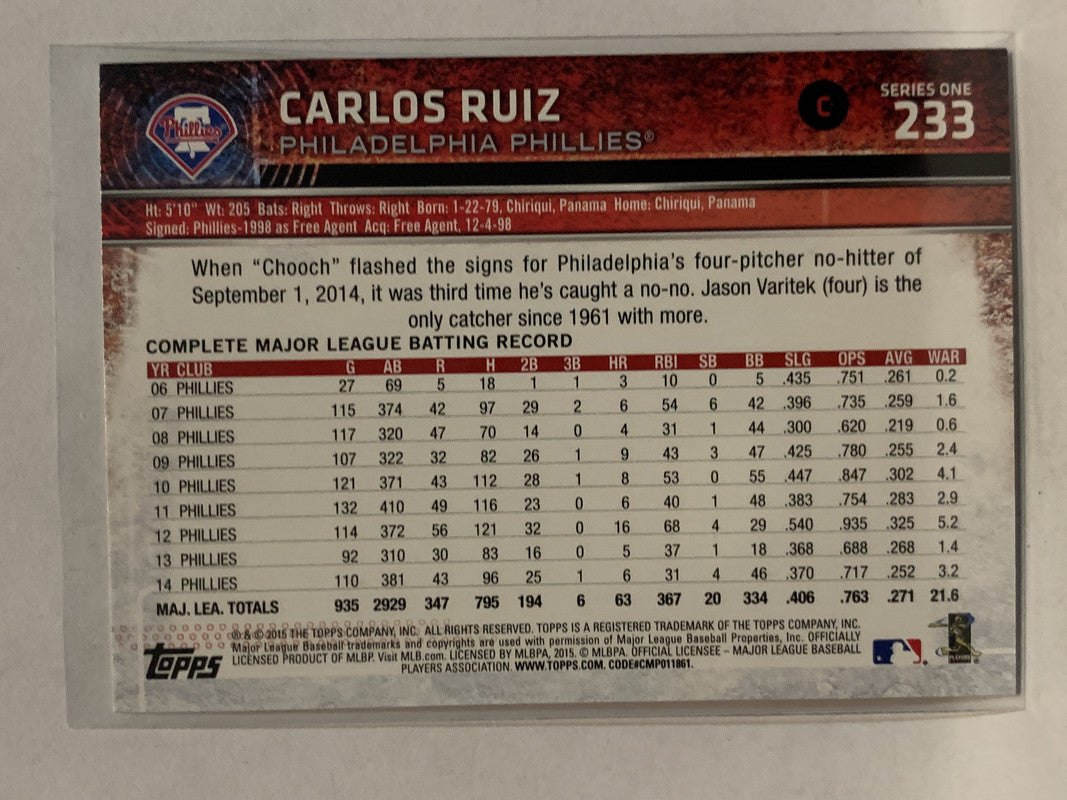 Phillies
CARLOS RUIZ
PHILADELPHIA PHILLIES®
C
SERIES ONE
233
Ht: 5'10" Wt: 205 Bats: Right Throws: Right Born: 1-22-79, Chiriqui, Panama Home: Chiriqui, Panama
Signed: Phillies-1998 as Free Agent Acq: Free Agent, 12-4-98
When "Chooch" flashed the signs for Philadelphia's four-pitcher no-hitter of
September 1, 2014, it was third time he's caught a no-no. Jason Varitek (four) is the
only catcher since 1961 with more.
COMPLETE MAJOR LEAGUE BATTING RECORD
YR CLUB G AB R H 2B 3B HR RBI SB BB SLG OPS AVG WAR
06 PHILLIES 27 69 5 18 1 1 3 10 0 5 .435 .751 .261 0.2
07 PHILLIES 115 374 42 97 29 2 6 54 6 42 .396 .735 .259 1.6
08 PHILLIES 117 320 47 70 14 0 4 31 1 44 .300 .620 .219 0.6
09 PHILLIES 107 322 32 82 26 1 9 43 3 47 .425 .780 .255 2.4
10 PHILLIES 121 371 43 112 28 1 8 53 0 55 .447 .847 .302 4.1
11 PHILLIES 132 410 49 116 23 0 6 40 1 48 .383 .754 .283 2.9
12 PHILLIES 114 372 56 121 32 0 16 68 4 29 .540 .935 .325 5.2
13 PHILLIES 92 310 30 83 16 0 5 37 1 18 .368 .688 .268 1.4
14 PHILLIES 110 381 43 96 25 1 6 31 4 46 .370 .717 .252 3.2
MAJ. LEA. TOTALS 935 2929 347 795 194 6 63 367 20 334 .406 .763 .271 21.6
® & © 2015 THE TOPPS COMPANY, INC. ALL RIGHTS RESERVED. TOPPS IS A REGISTERED TRADEMARK OF THE TOPPS COMPANY, INC.
Major League Baseball trademarks and copyrights are used with permission of Major League Baseball Properties, Inc. OFFICIALLY
LICENSED PRODUCT OF MLBP. Visit MLB.com. LICENSED BY MLBPA, 2015. © MLBPA. OFFICIAL LICENSEE – MAJOR LEAGUE BASEBALL
PLAYERS ASSOCIATION. WWW.TOPPS.COM. CODE#CMP011861.
Topps
PLAYERS